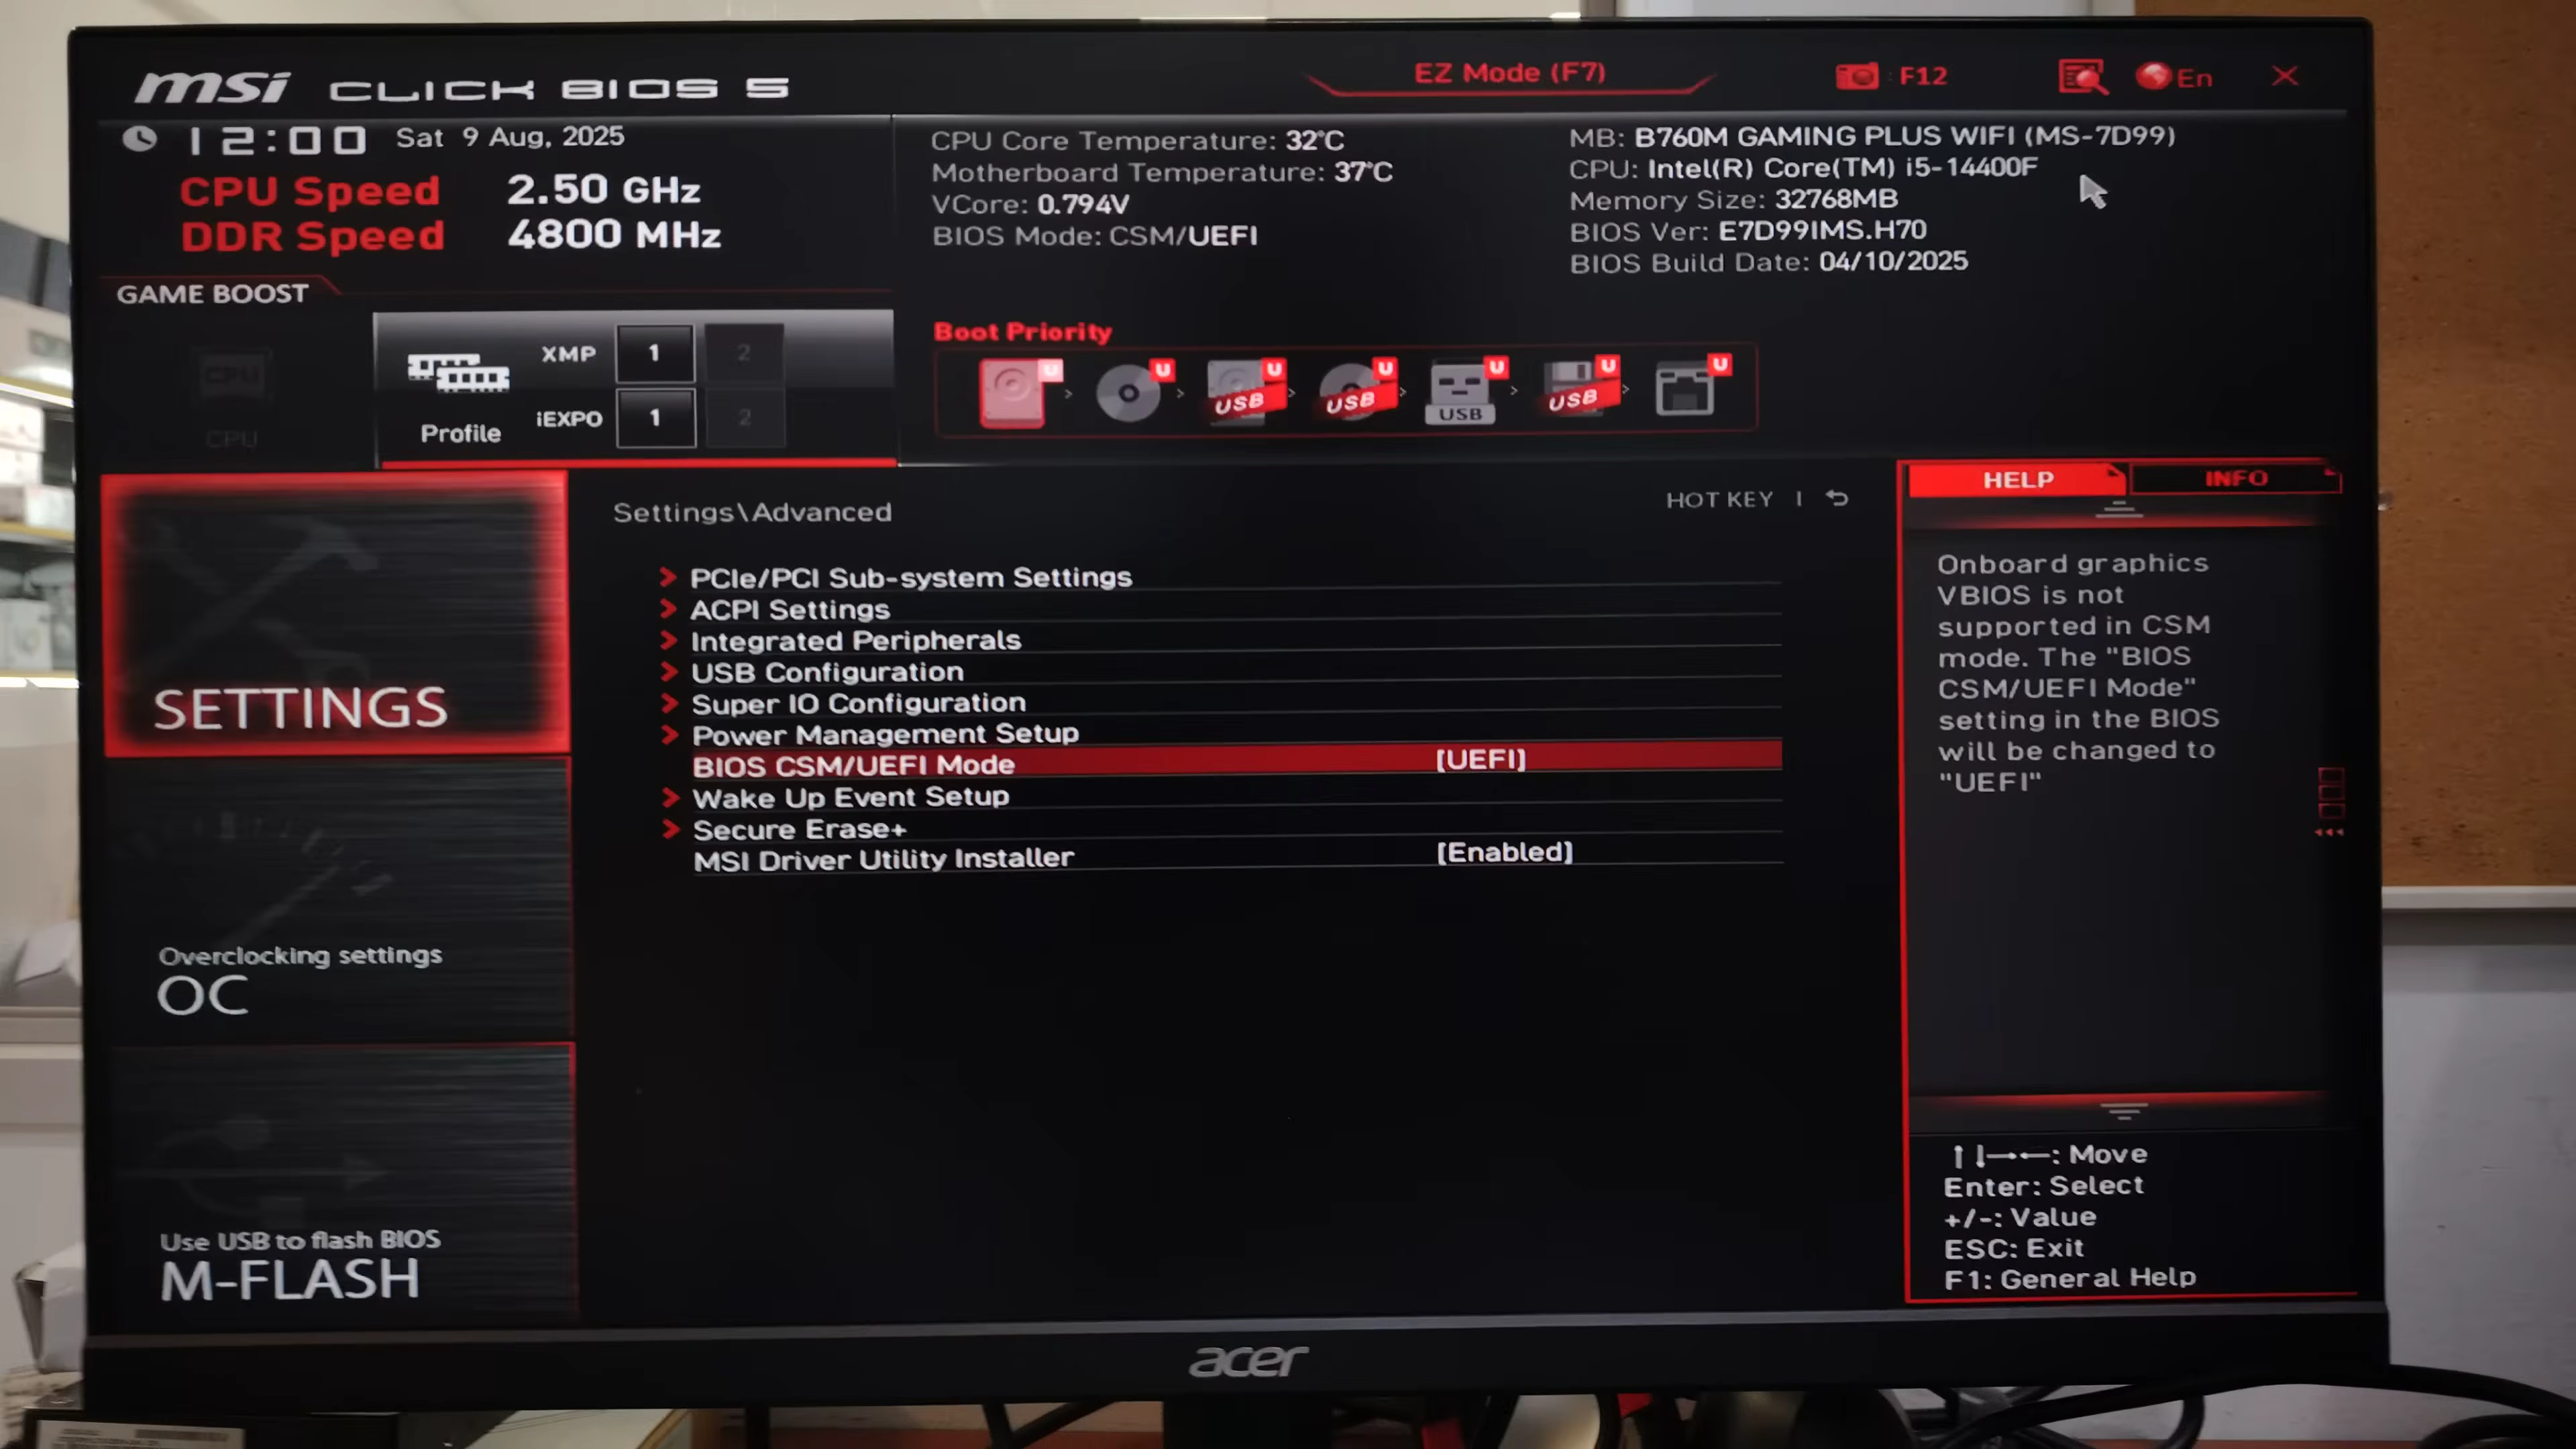 msi CLICK BIOS 5
EZ Mode (F7)
F12
En
12:00 Sat 9 Aug, 2025
CPU Speed 2.50 GHz
DDR Speed 4800 MHz
CPU Core Temperature: 32°C
Motherboard Temperature: 37°C
VCore: 0.794V
BIOS Mode: CSM/UEFI
MB: B760M GAMING PLUS WIFI (MS-7D99)
CPU: Intel(R) Core(TM) i5-14400F
Memory Size: 32768MB
BIOS Ver: E7D99IMS.H70
BIOS Build Date: 04/10/2025
GAME BOOST
CPU
CPU
XMP 1 2
iEXPO 1 2
Profile
Boot Priority
U U U U U U U
USB USB USB USB
SETTINGS
Overclocking settings
OC
Use USB to flash BIOS
M-FLASH
Settings\Advanced
HOT KEY |
PCIe/PCI Sub-system Settings
ACPI Settings
Integrated Peripherals
USB Configuration
Super IO Configuration
Power Management Setup
BIOS CSM/UEFI Mode [UEFI]
Wake Up Event Setup
Secure Erase+
MSI Driver Utility Installer [Enabled]
HELP
INFO
Onboard graphics
VBIOS is not
supported in CSM
mode. The "BIOS
CSM/UEFI Mode"
setting in the BIOS
will be changed to
"UEFI"
↑↓→←: Move
Enter: Select
+/-: Value
ESC: Exit
F1: General Help
acer